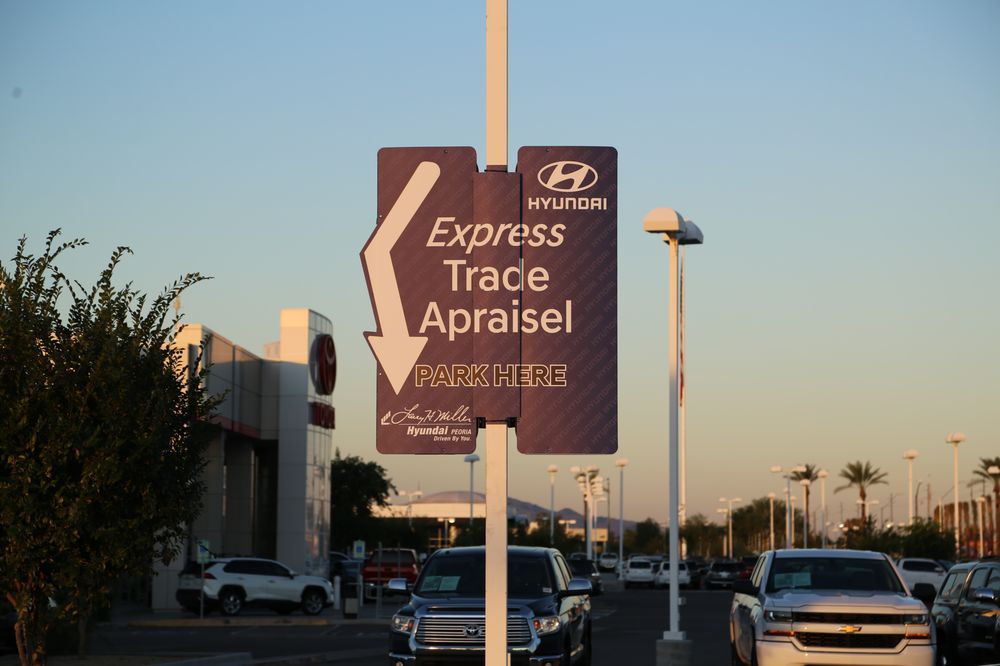 HYUNDAI
Express
Trade
Apraisel
PARK HERE
Larry H. Miller
Hyundai PEORIA
Driven By You.